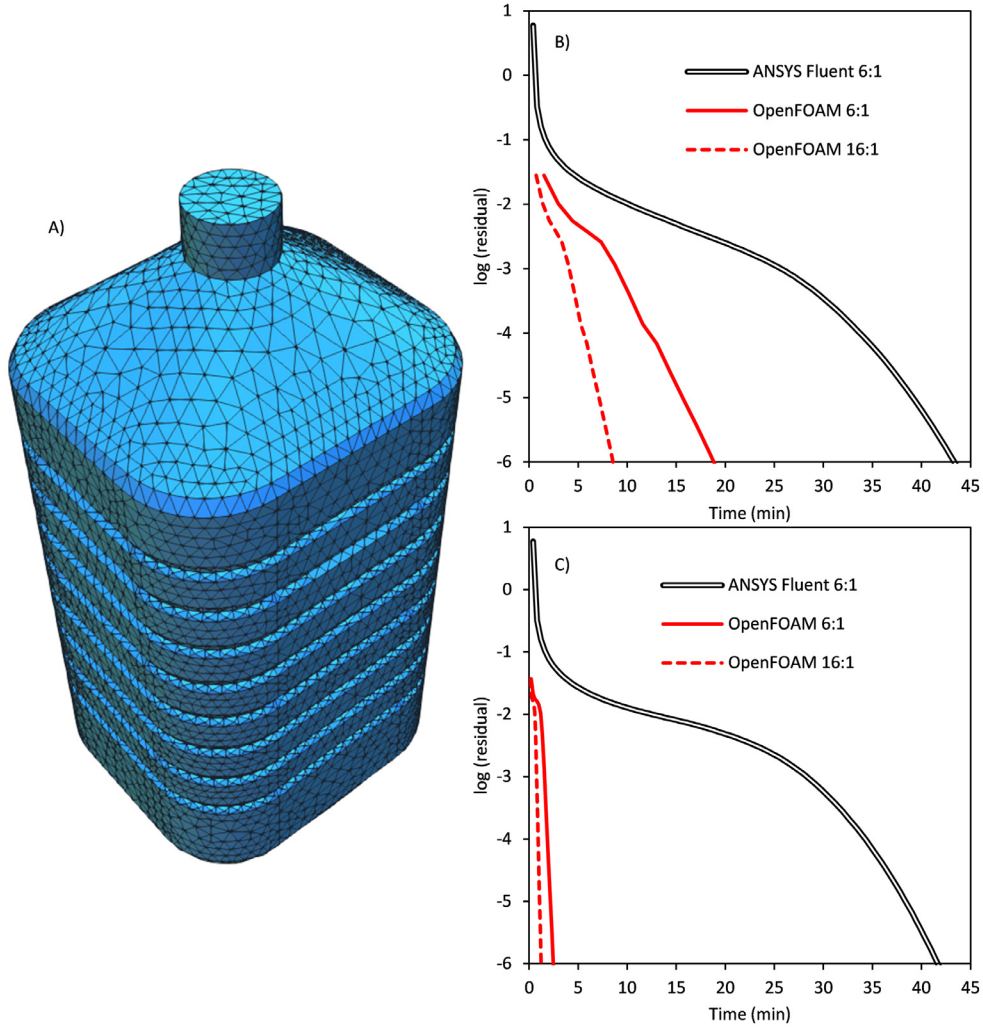 A)
B)
ANSYS Fluent 6:1
OpenFOAM 6:1
OpenFOAM 16:1
log (residual)
1
0
-1
-2
-3
-4
-5
-6
0 5 10 15 20 25 30 35 40 45
Time (min)
C)
ANSYS Fluent 6:1
OpenFOAM 6:1
OpenFOAM 16:1
log (residual)
1
0
-1
-2
-3
-4
-5
-6
0 5 10 15 20 25 30 35 40 45
Time (min)